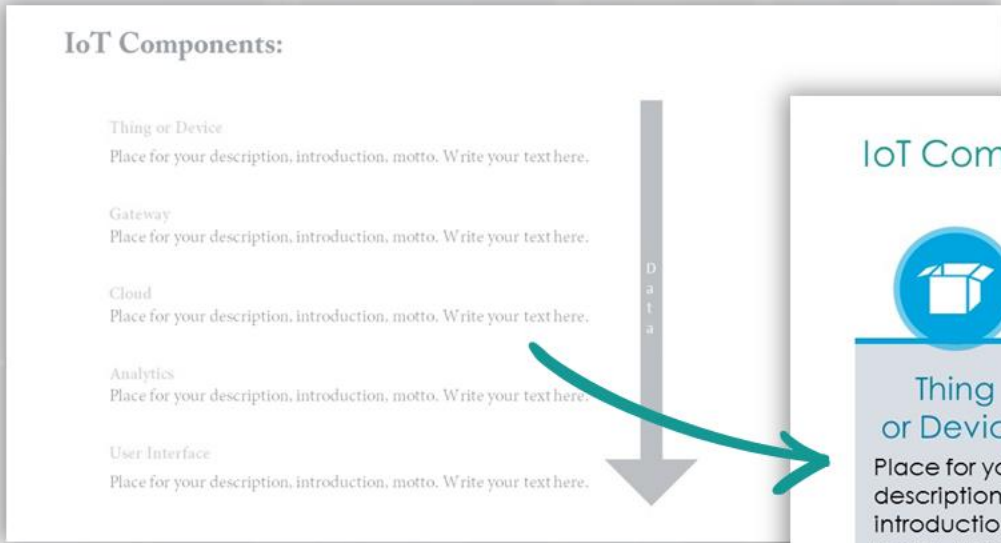 IoT Components:
Thing or Device
Place for your description, introduction, motto. Write your text here.
Gateway
Place for your description, introduction, motto. Write your text here.
Cloud
Place for your description, introduction, motto. Write your text here.
Analytics
Place for your description, introduction, motto. Write your text here.
User Interface
Place for your description, introduction, motto. Write your text here.
D
a
t
a
IoT Com
Thing
or Devic
Place for yo
description
introductio